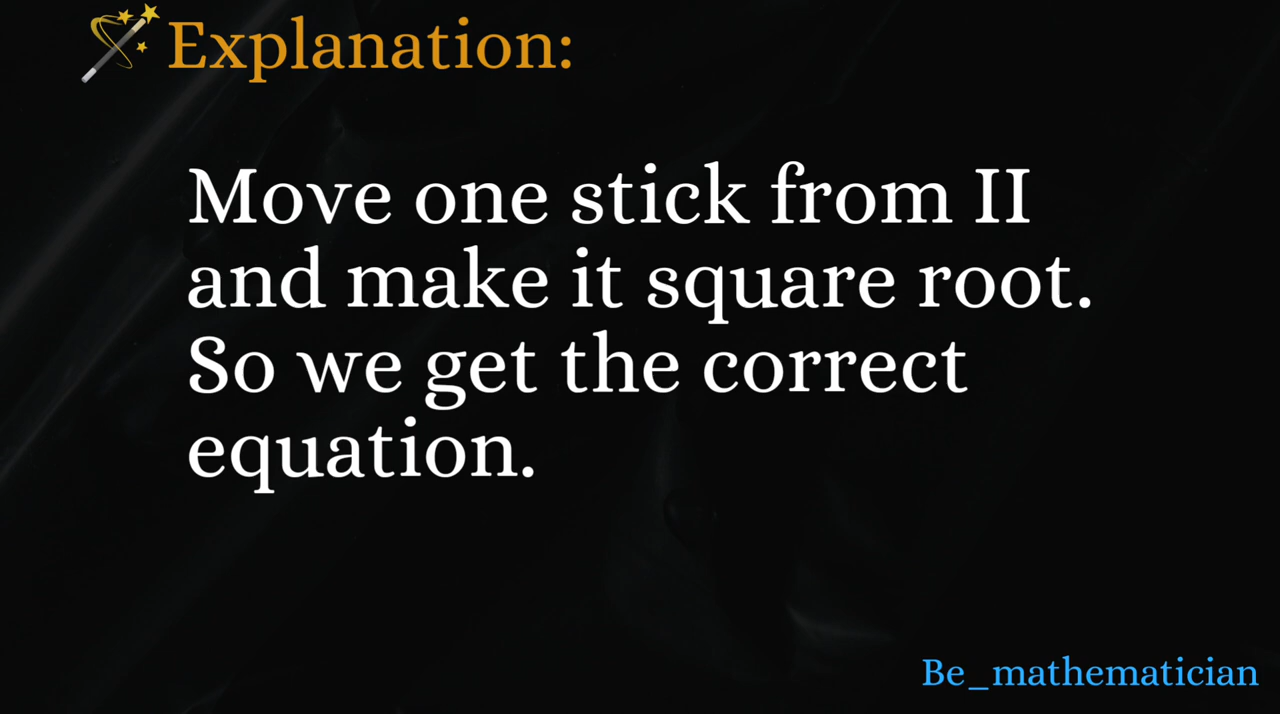 Explanation:
Move one stick from II
and make it square root.
So we get the correct
equation.
Be_mathematician